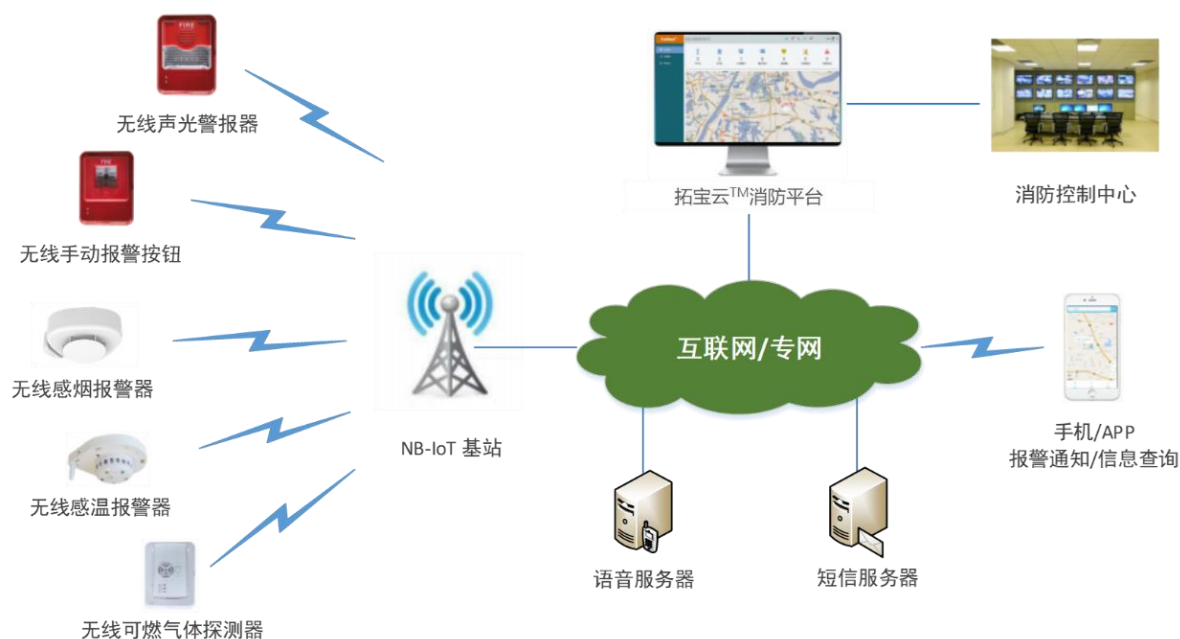 FIRE
无线声光警报器
FIRE
无线手动报警按钮
无线感烟报警器
无线感温报警器
无线可燃气体探测器
NB-IoT 基站
拓宝云TM消防平台
消防控制中心
互联网/专网
手机/APP
报警通知/信息查询
语音服务器
短信服务器